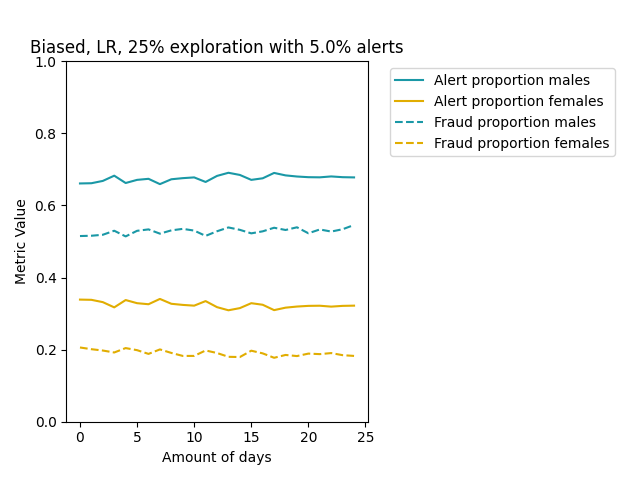 Biased, LR, 25% exploration with 5.0% alerts
Alert proportion males
Alert proportion females
Fraud proportion males
Fraud proportion females
Metric Value
1.0
0.8
0.6
0.4
0.2
0.0
0 5 10 15 20 25
Amount of days